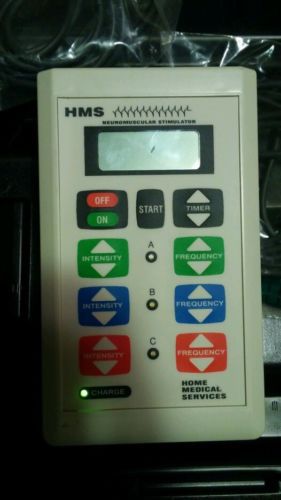 HMS
NEUROMUSCULAR STIMULATOR
OFF
ON
START
TIMER
A
INTENSITY
FREQUENCY
B
INTENSITY
FREQUENCY
C
INTENSITY
FREQUENCY
CHARGE
HOME
MEDICAL
SERVICES